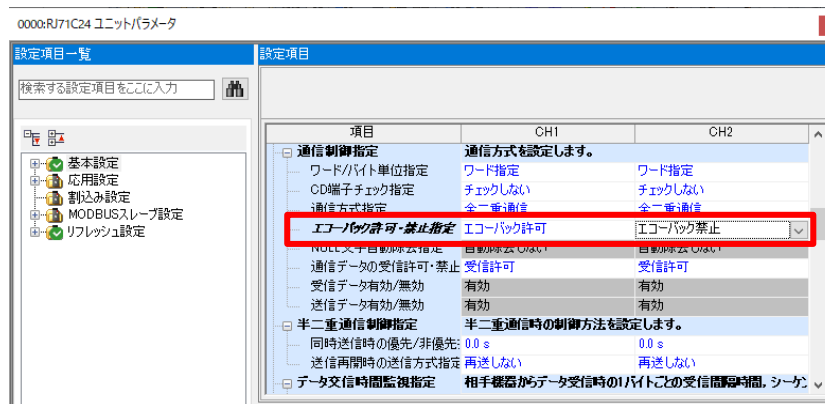 0000:RJ71C24 ユニットパラメータ
設定項目一覧
設定項目
検索する設定項目をここに入力
基本設定
応用設定
割込み設定
MODBUSスレーブ設定
リフレッシュ設定
項目 CH1 CH2
通信制御指定 通信方式を設定します。
ワード/バイト単位指定 ワード指定 ワード指定
CD端子チェック指定 チェックしない チェックしない
通信方式指定 全二重通信 全二重通信
エコーバック許可・禁止指定 エコーバック許可 エコーバック禁止
NULL文字自動除去指定 自動除去しない 自動除去しない
通信データの受信許可・禁止 受信許可 受信許可
受信データ有効/無効 有効 有効
送信データ有効/無効 有効 有効
半二重通信制御指定 半二重通信時の制御方法を設定します。
同時送信時の優先/非優先 0.0 s 0.0 s
送信再開時の送信方式指定 再送しない 再送しない
データ交信時間監視指定 相手機器からデータ受信時の1バイトごとの受信間隔時間, シーケン